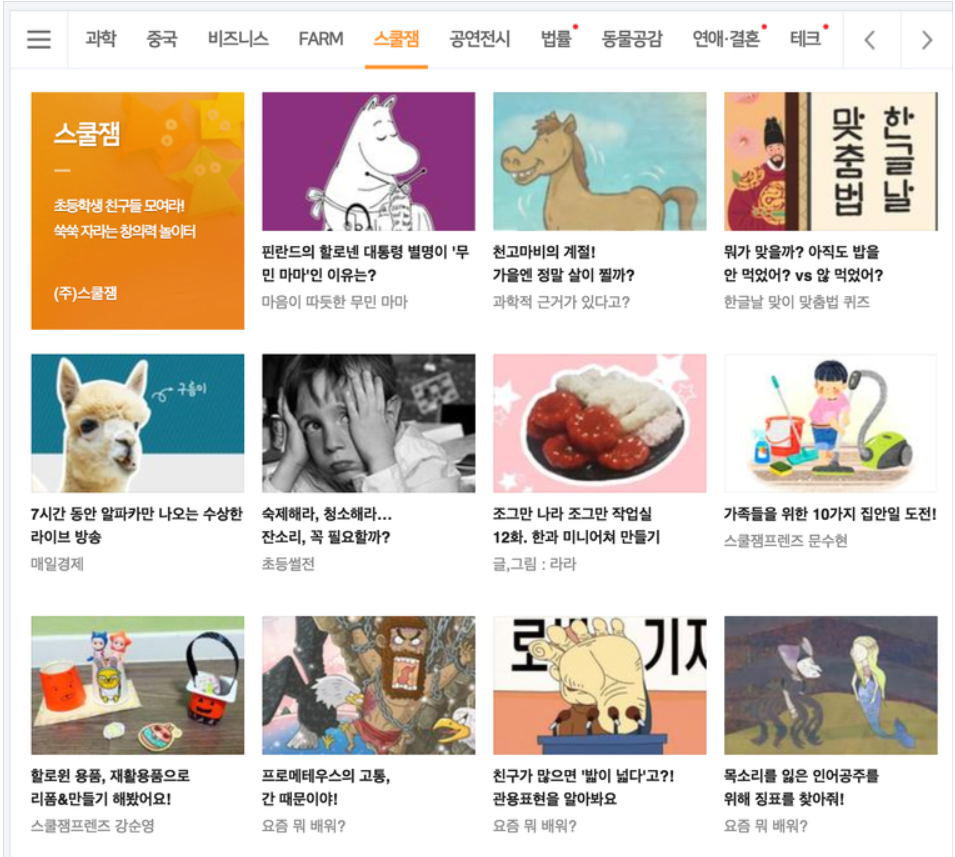 과학 중국 비즈니스 FARM 스쿨잼 공연전시 법률 동물공감 연애·결혼 테크
스쿨잼
초등학생 친구들 모여라!
쑥쑥 자라는 창의력 놀이터
(주)스쿨잼
핀란드의 할로넨 대통령 별명이 '무
민 마마'인 이유는?
마음이 따듯한 무민 마마
천고마비의 계절!
가을엔 정말 살이 찔까?
과학적 근거가 있다고?
한글날
맞춤법
뭐가 맞을까? 아직도 밥을
안 먹었어? vs 않 먹었어?
한글날 맞이 맞춤법 퀴즈
구름이
7시간 동안 알파카만 나오는 수상한
라이브 방송
매일경제
숙제해라, 청소해라...
잔소리, 꼭 필요할까?
초등썰전
조그만 나라 조그만 작업실
12화. 한과 미니어쳐 만들기
글,그림 : 라라
가족들을 위한 10가지 집안일 도전!
스쿨잼프렌즈 문수현
할로윈 용품, 재활용품으로
리폼&만들기 해봤어요!
스쿨잼프렌즈 강순영
프로메테우스의 고통,
간 때문이야!
요즘 뭐 배워?
기자
친구가 많으면 '밟이 넓다'고?!
관용표현을 알아봐요
요즘 뭐 배워?
목소리를 잃은 인어공주를
위해 징표를 찾아줘!
요즘 뭐 배워?